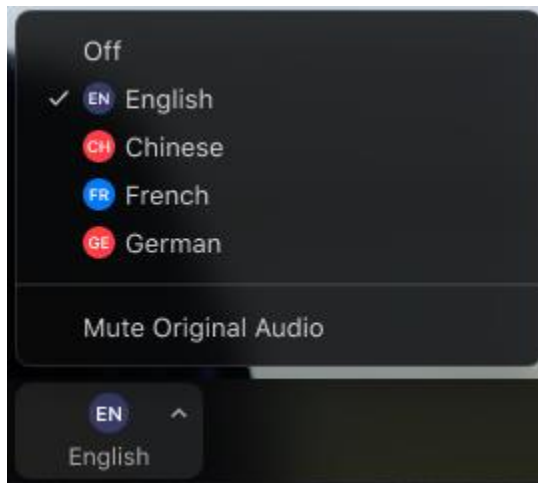 Off
EN English
CH Chinese
FR French
GE German
Mute Original Audio
EN
English